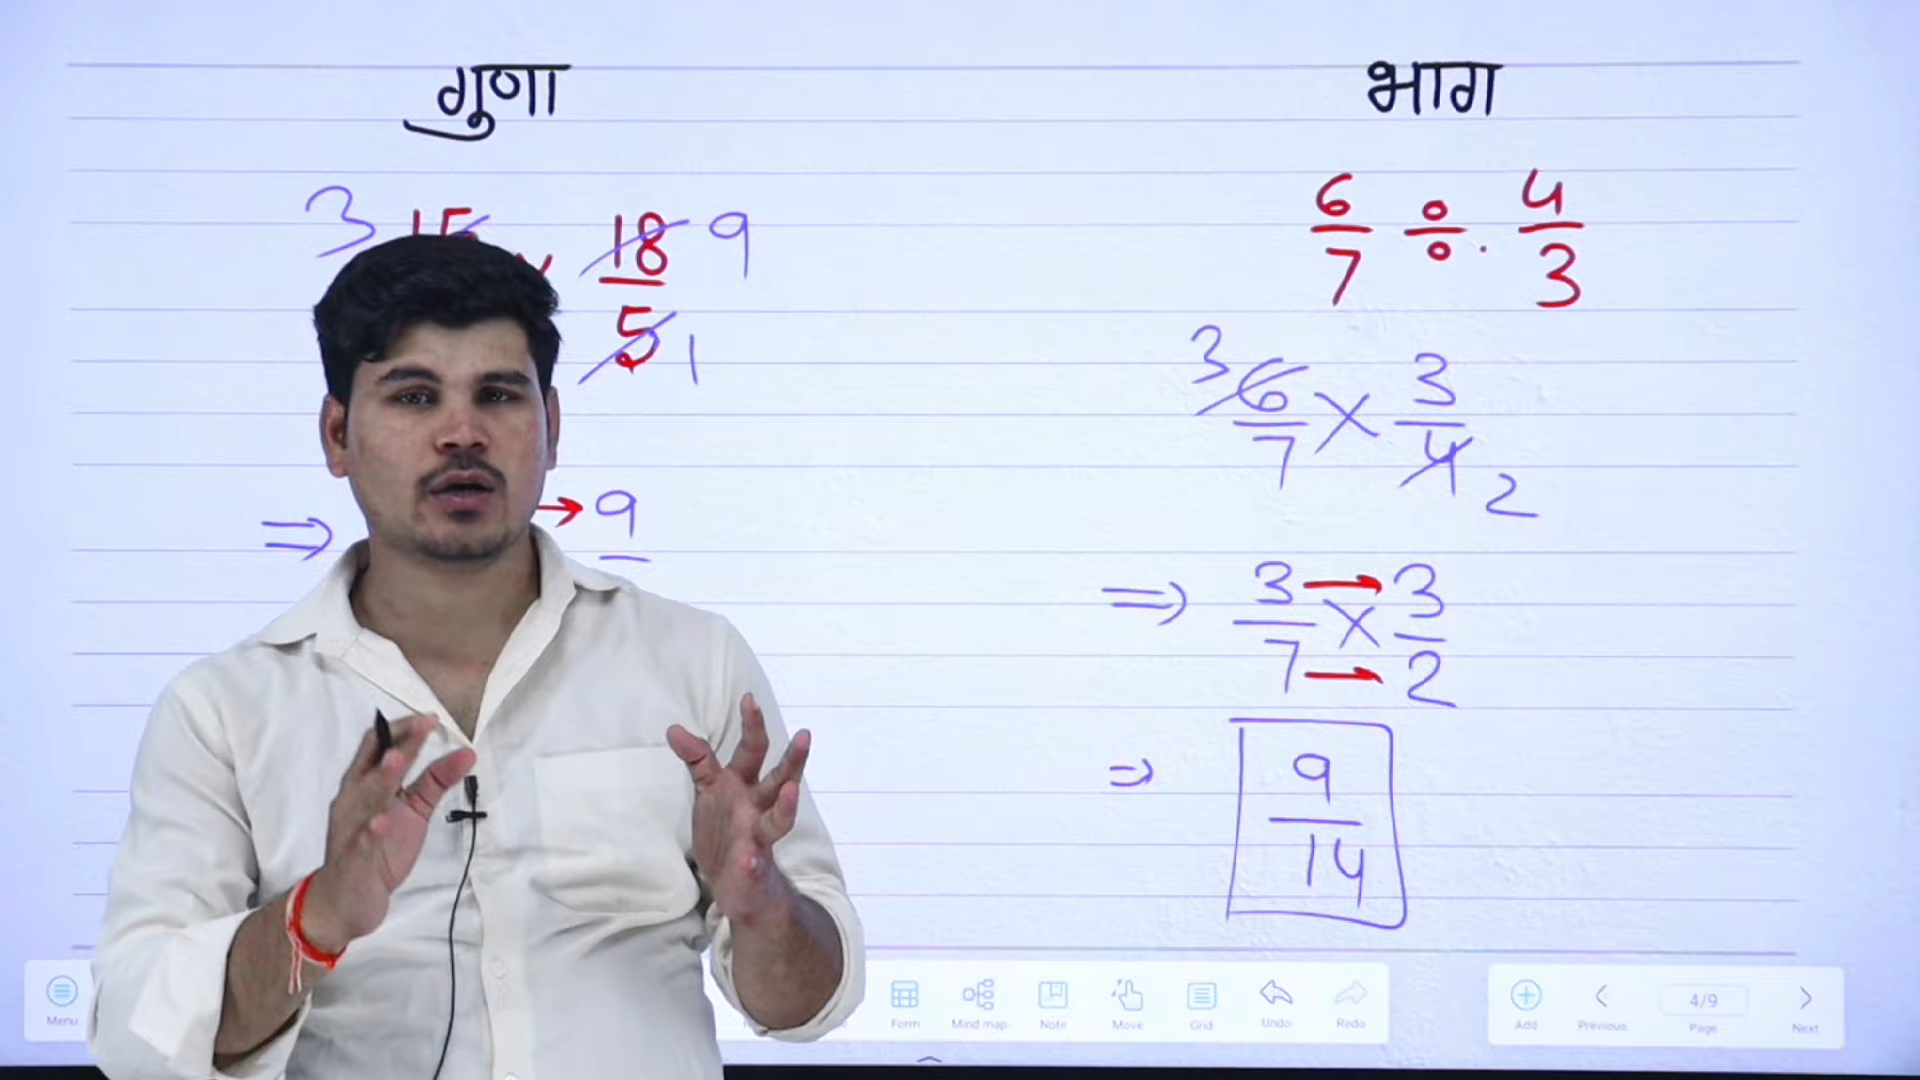 गुणा
3 15 × 18 9
5 1
⇒ → 9
भाग
6/7 ÷ 4/3
3 6/7 × 3/4 2
⇒ 3/7 × 3/2
⇒ 9/14
Menu Form Mind map Note Move Grid Undo Redo Add Previous 4/9 Page Next